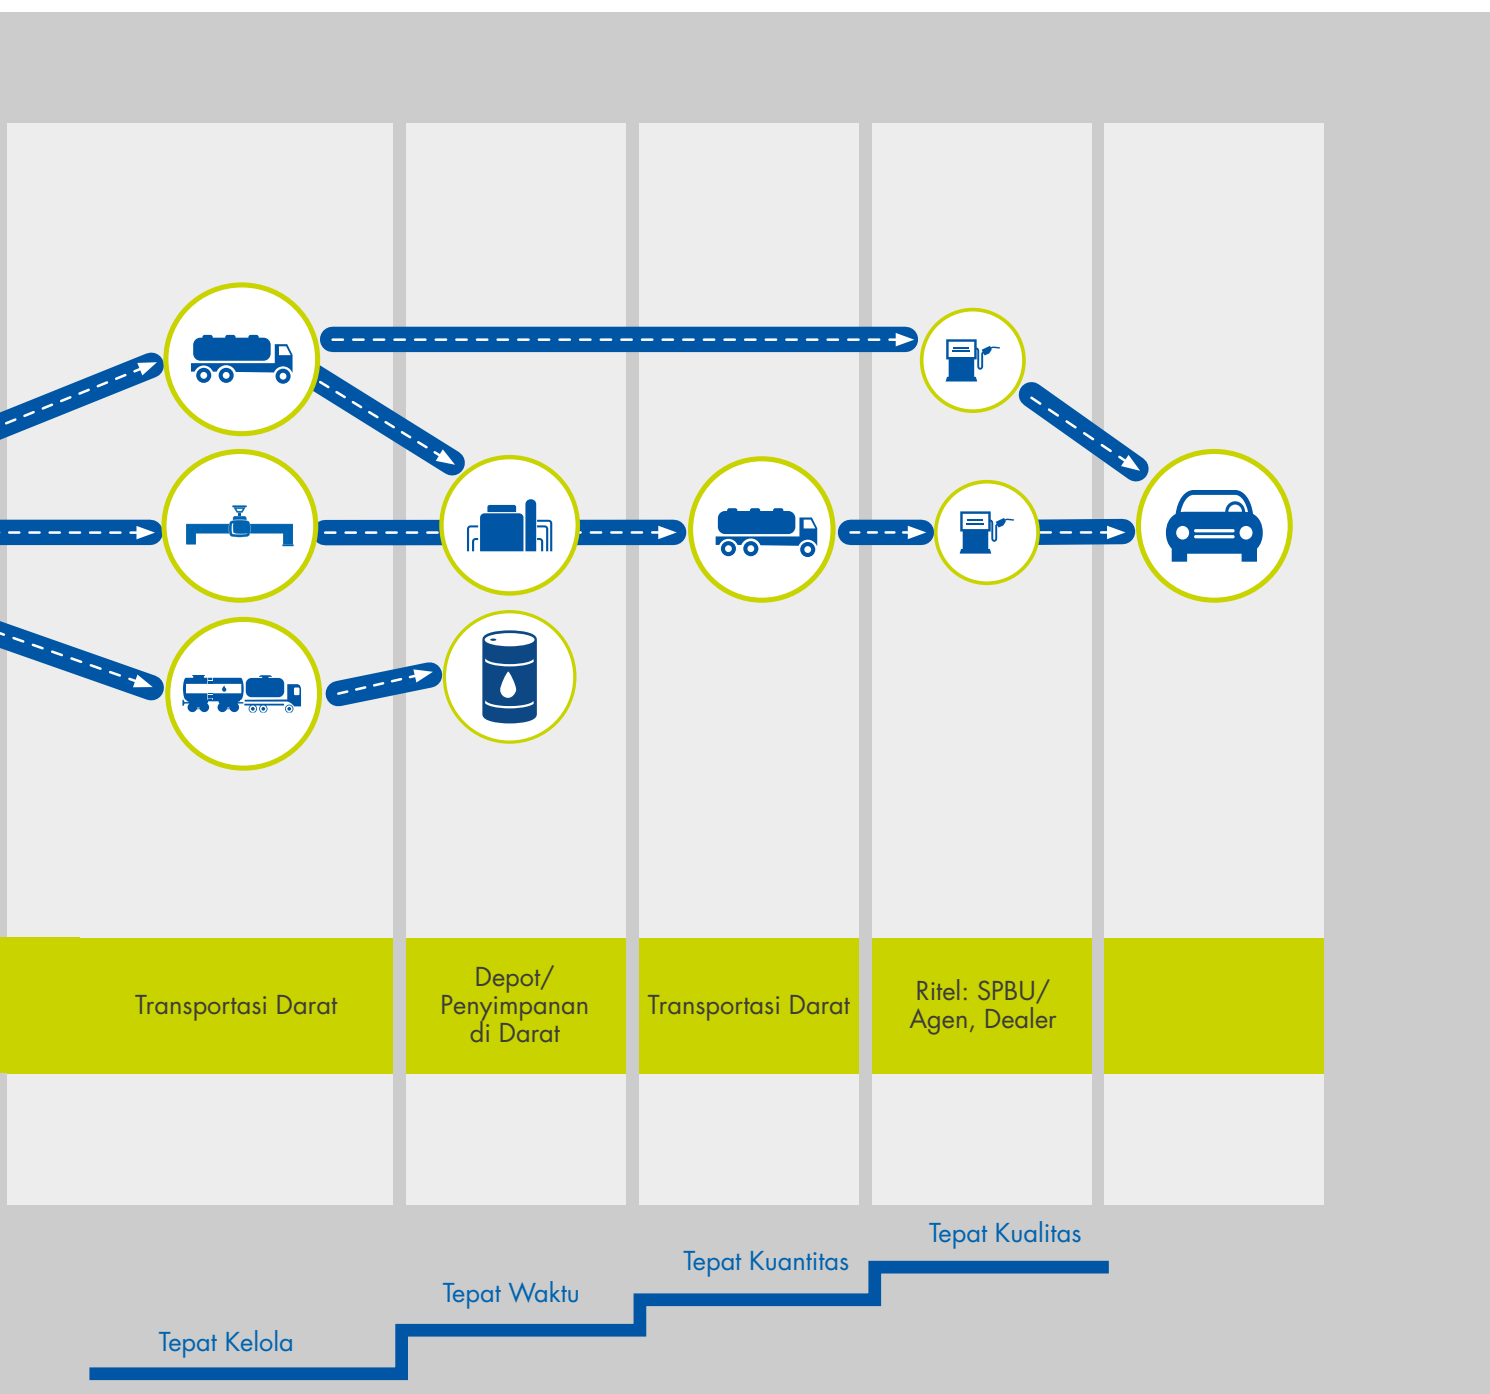 Transportasi Darat
Depot/
Penyimpanan
di Darat
Transportasi Darat
Ritel: SPBU/
Agen, Dealer
Tepat Kelola
Tepat Waktu
Tepat Kuantitas
Tepat Kualitas